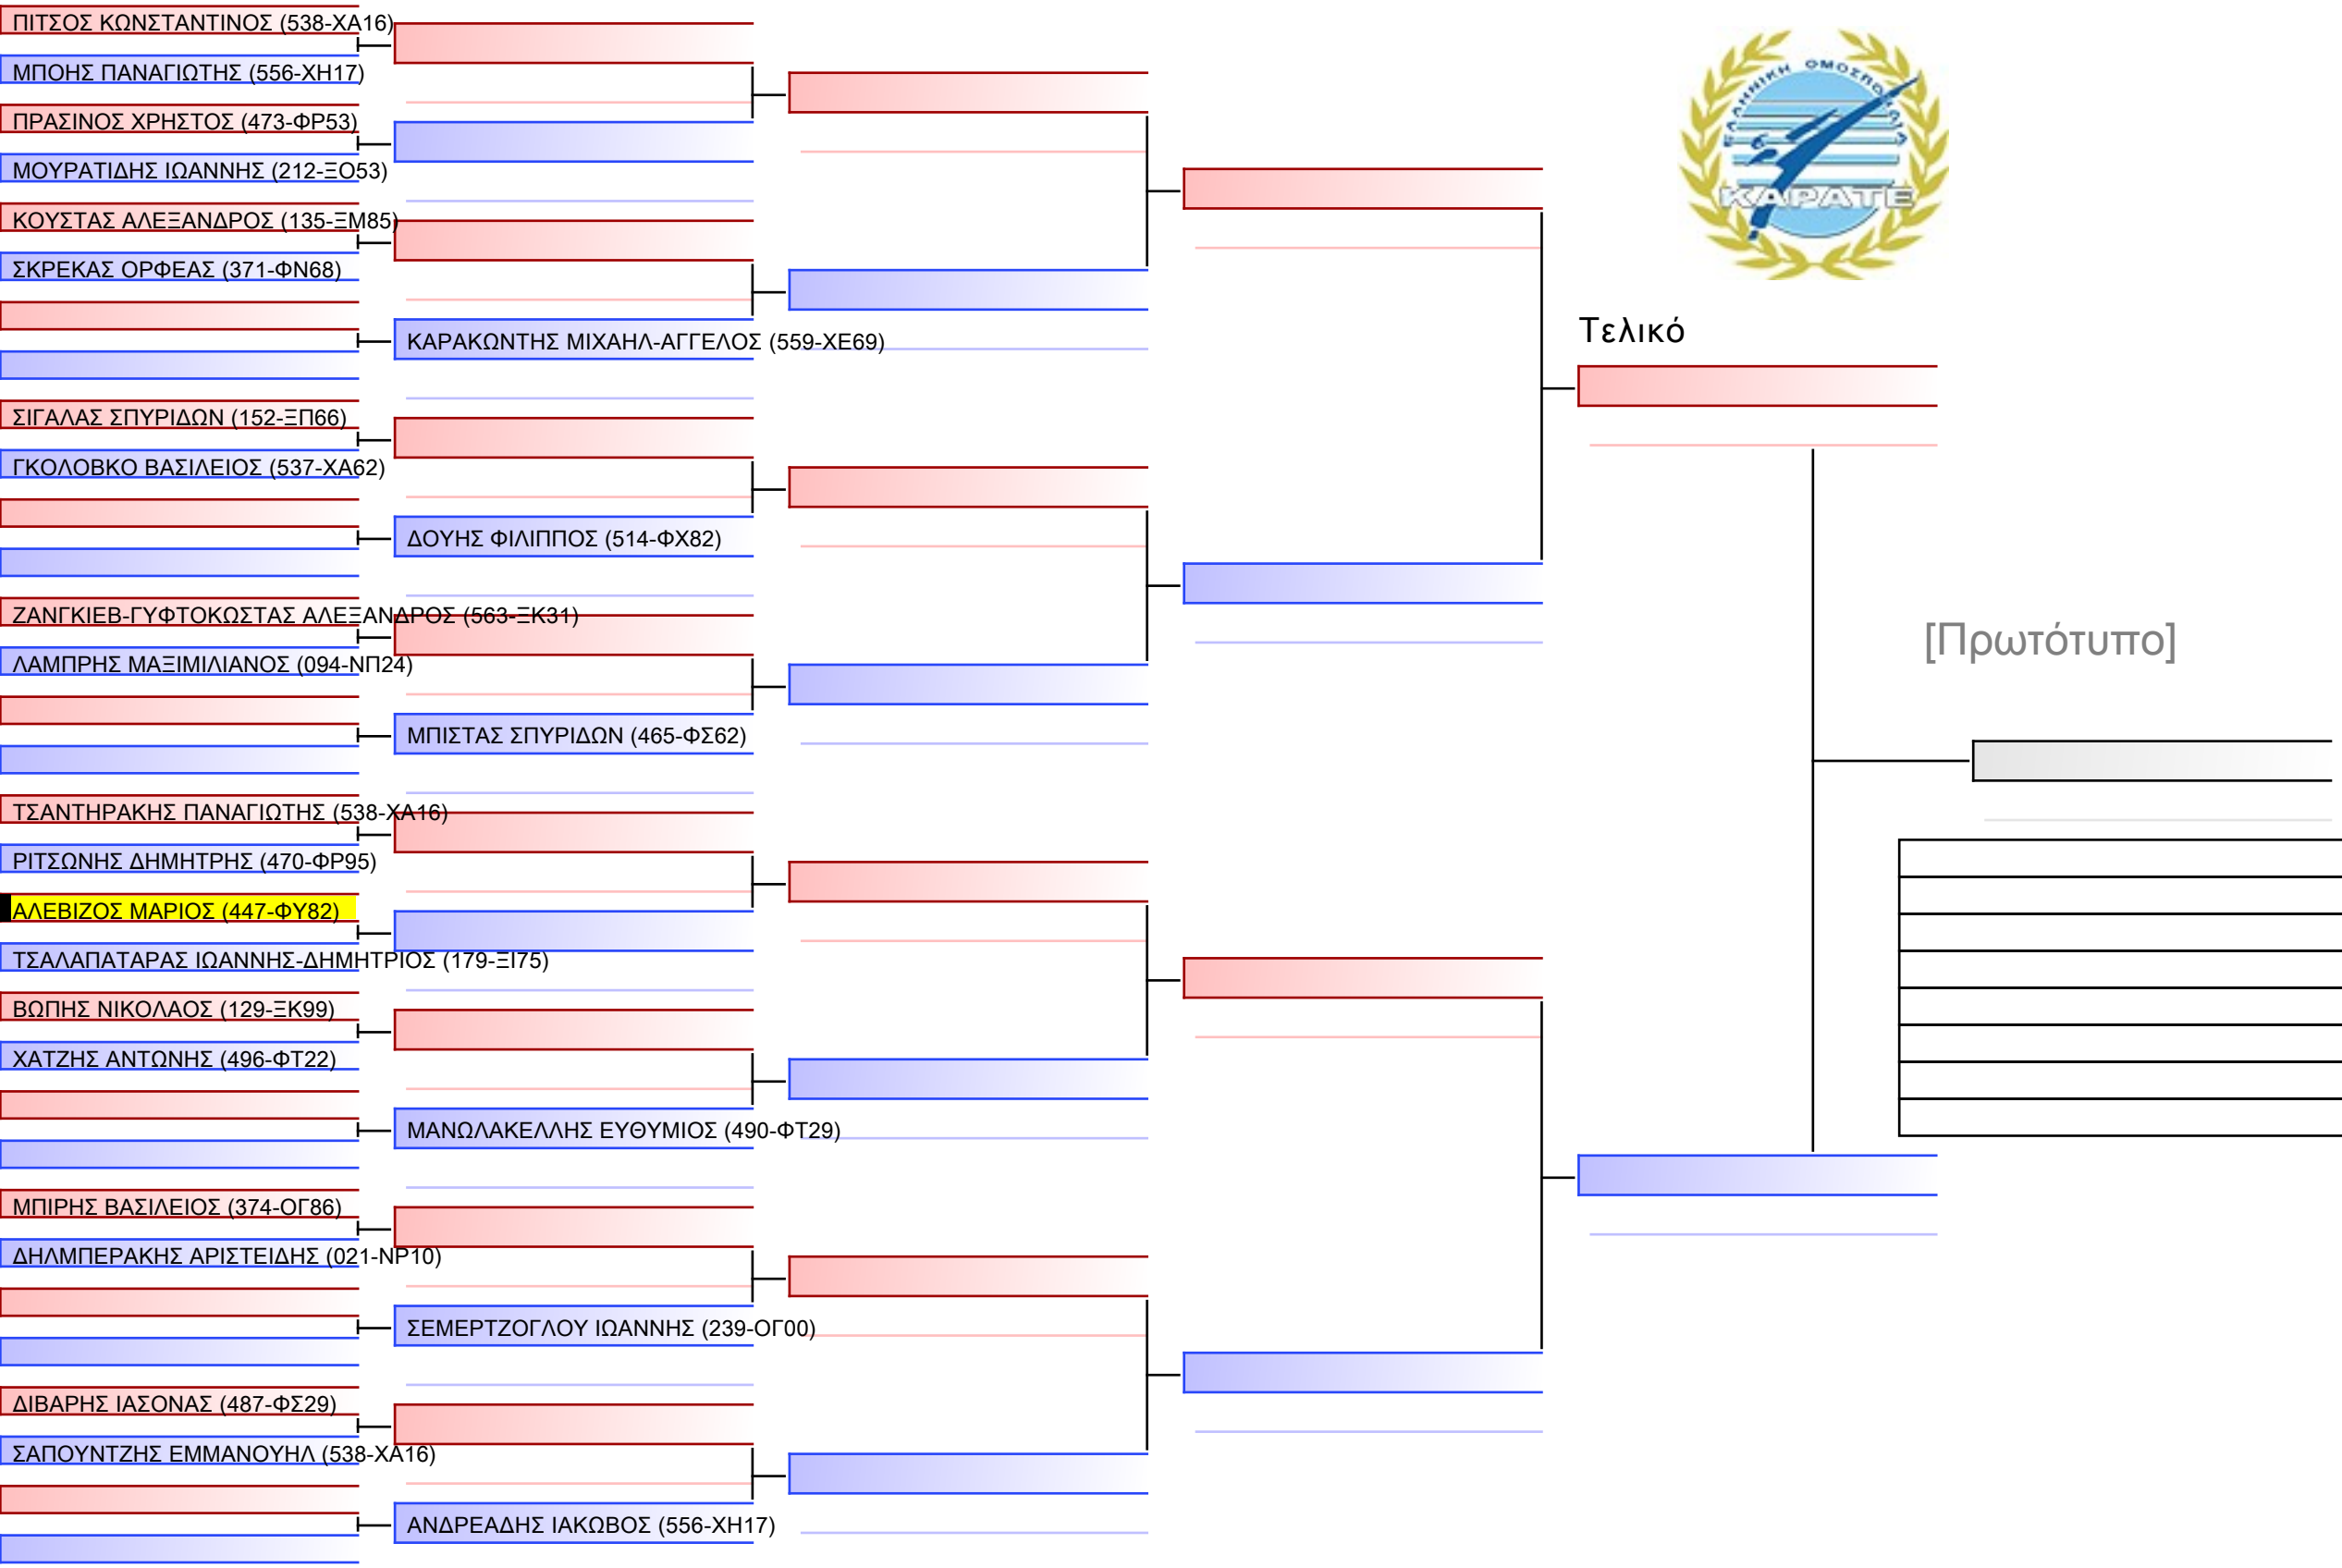 ΠΙΤΣΟΣ ΚΩΝΣΤΑΝΤΙΝΟΣ (538-ΧΑ16)
ΜΠΟΗΣ ΠΑΝΑΓΙΩΤΗΣ (556-ΧΗ17)
ΠΡΑΣΙΝΟΣ ΧΡΗΣΤΟΣ (473-ΦΡ53)
ΜΟΥΡΑΤΙΔΗΣ ΙΩΑΝΝΗΣ (212-ΞΟ53)
ΚΟΥΣΤΑΣ ΑΛΕΞΑΝΔΡΟΣ (135-ΞΜ85)
ΣΚΡΕΚΑΣ ΟΡΦΕΑΣ (371-ΦΝ68)
ΚΑΡΑΚΩΝΤΗΣ ΜΙΧΑΗΛ-ΑΓΓΕΛΟΣ (559-ΧΕ69)
ΣΙΓΑΛΑΣ ΣΠΥΡΙΔΩΝ (152-ΞΠ66)
ΓΚΟΛΟΒΚΟ ΒΑΣΙΛΕΙΟΣ (537-ΧΑ62)
ΔΟΥΗΣ ΦΙΛΙΠΠΟΣ (514-ΦΧ82)
ΖΑΝΓΚΙΕΒ-ΓΥΦΤΟΚΩΣΤΑΣ ΑΛΕΞΑΝΔΡΟΣ (563-ΞΚ31)
ΛΑΜΠΡΗΣ ΜΑΞΙΜΙΛΙΑΝΟΣ (094-ΝΠ24)
ΜΠΙΣΤΑΣ ΣΠΥΡΙΔΩΝ (465-ΦΣ62)
ΤΣΑΝΤΗΡΑΚΗΣ ΠΑΝΑΓΙΩΤΗΣ (538-ΧΑ16)
ΡΙΤΣΩΝΗΣ ΔΗΜΗΤΡΗΣ (470-ΦΡ95)
ΑΛΕΒΙΖΟΣ ΜΑΡΙΟΣ (447-ΦΥ82)
ΤΣΑΛΑΠΑΤΑΡΑΣ ΙΩΑΝΝΗΣ-ΔΗΜΗΤΡΙΟΣ (179-ΞΙ75)
ΒΩΠΗΣ ΝΙΚΟΛΑΟΣ (129-ΞΚ99)
ΧΑΤΖΗΣ ΑΝΤΩΝΗΣ (496-ΦΤ22)
ΜΑΝΩΛΑΚΕΛΛΗΣ ΕΥΘΥΜΙΟΣ (490-ΦΤ29)
ΜΠΙΡΗΣ ΒΑΣΙΛΕΙΟΣ (374-ΟΓ86)
ΔΗΛΜΠΕΡΑΚΗΣ ΑΡΙΣΤΕΙΔΗΣ (021-ΝΡ10)
ΣΕΜΕΡΤΖΟΓΛΟΥ ΙΩΑΝΝΗΣ (239-ΟΓ00)
ΔΙΒΑΡΗΣ ΙΑΣΟΝΑΣ (487-ΦΣ29)
ΣΑΠΟΥΝΤΖΗΣ ΕΜΜΑΝΟΥΗΛ (538-ΧΑ16)
ΑΝΔΡΕΑΔΗΣ ΙΑΚΩΒΟΣ (556-ΧΗ17)
ΕΛΛΗΝΙΚΗ ΟΜΟΣΠΟΝΔΙΑ
ΚΑΡΑΤΕ
Τελικό
[Πρωτότυπο]